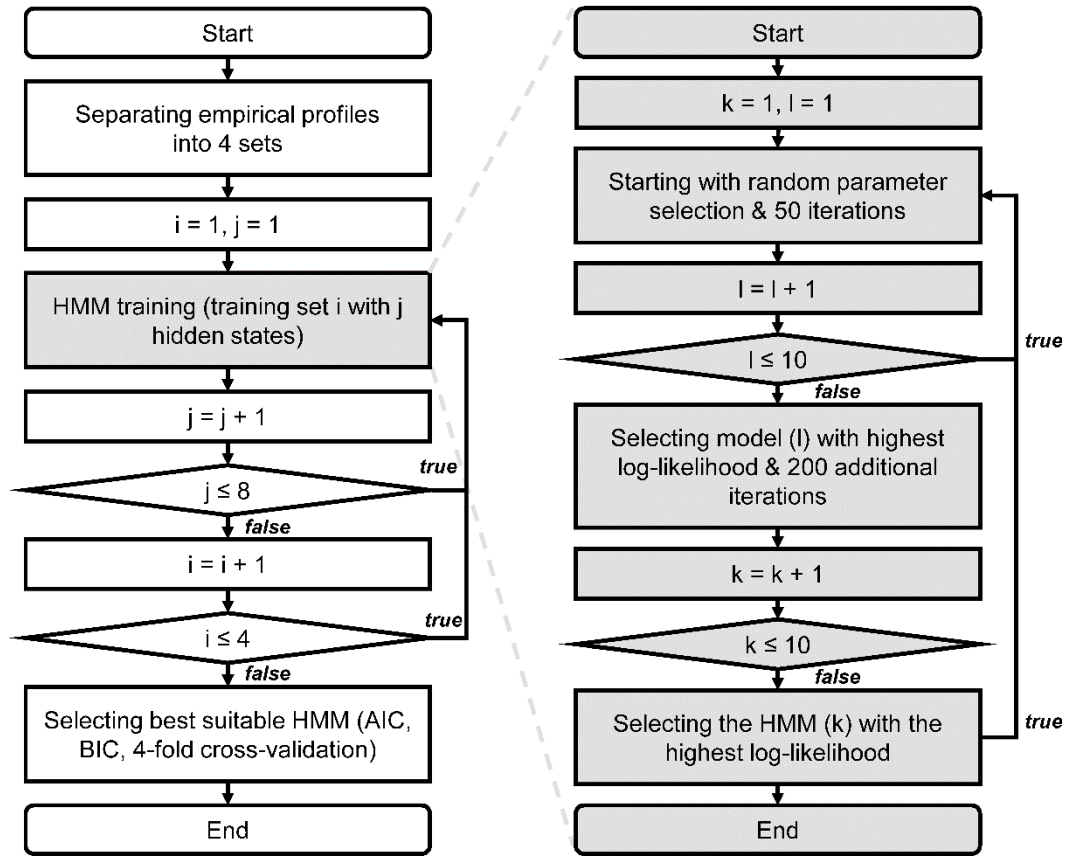 Start
Separating empirical profiles
into 4 sets
i = 1, j = 1
HMM training (training set i with j
hidden states)
j = j + 1
true
j ≤ 8
false
i = i + 1
true
i ≤ 4
false
Selecting best suitable HMM (AIC,
BIC, 4-fold cross-validation)
End
Start
k = 1, l = 1
Starting with random parameter
selection & 50 iterations
l = l + 1
true
l ≤ 10
false
Selecting model (l) with highest
log-likelihood & 200 additional
iterations
k = k + 1
k ≤ 10
false
Selecting the HMM (k) with the
highest log-likelihood
true
End